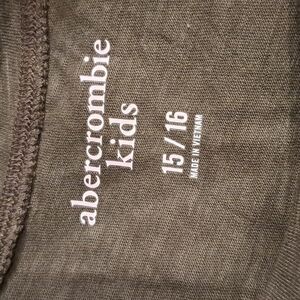 abercrombie
kids
15 / 16
MADE IN VIETNAM